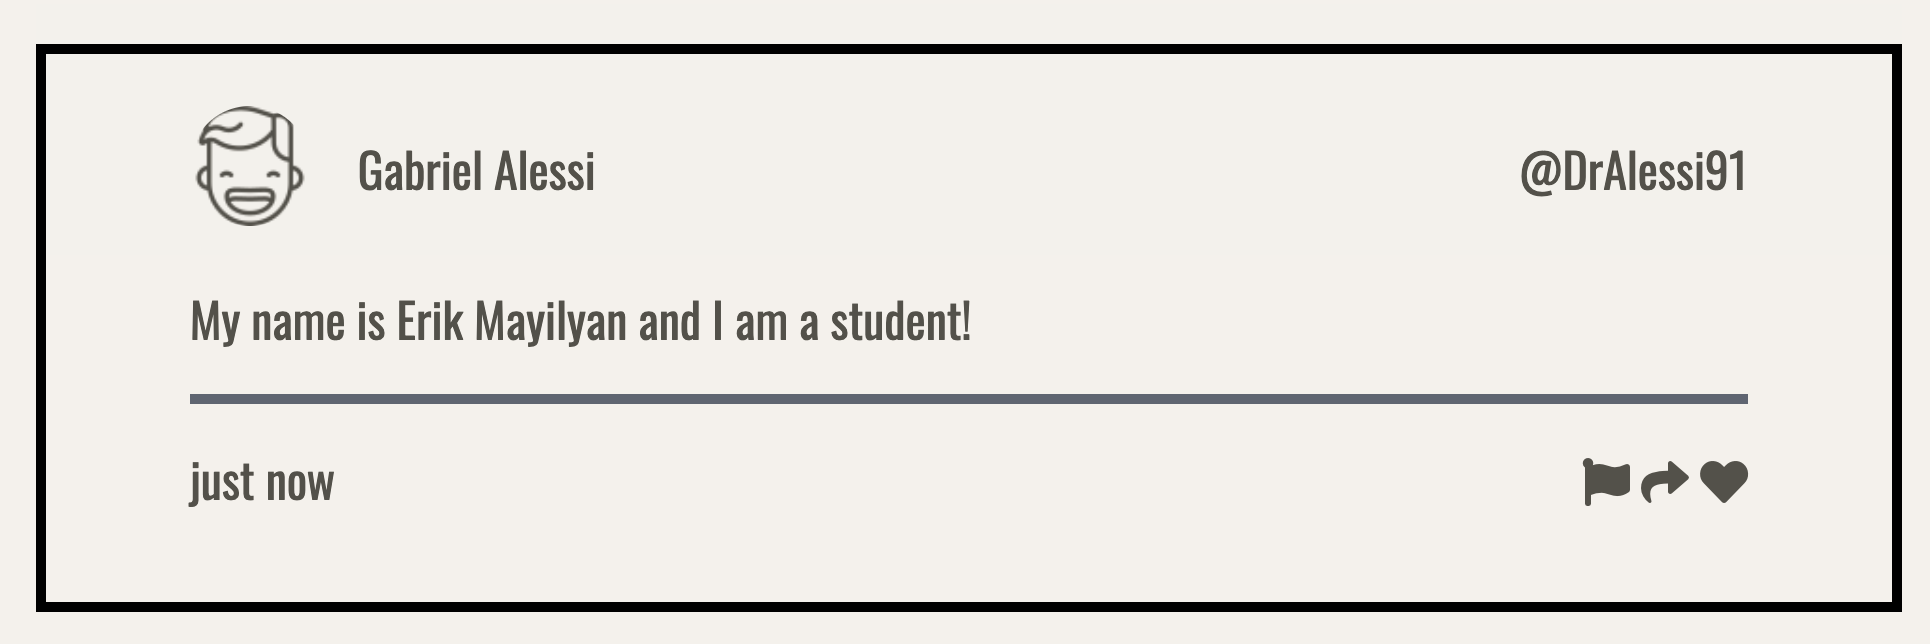 Gabriel Alessi @DrAlessi91
My name is Erik Mayilyan and I am a student!
just now